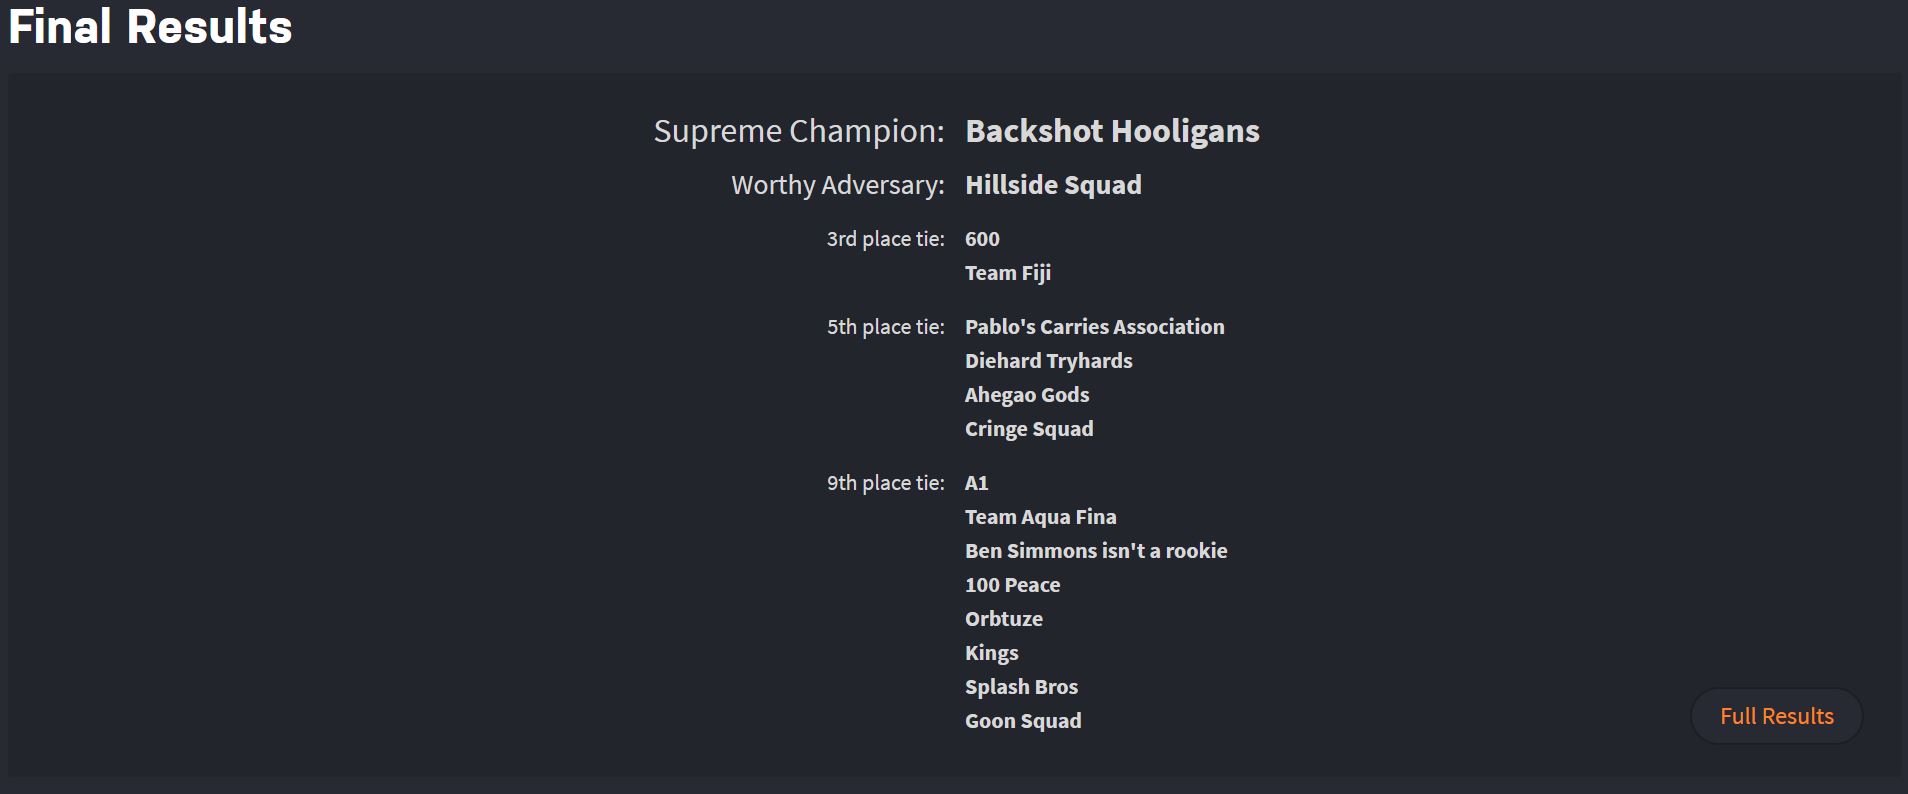 Final Results
Supreme Champion: Backshot Hooligans
Worthy Adversary: Hillside Squad
3rd place tie: 600
Team Fiji
5th place tie: Pablo's Carries Association
Diehard Tryhards
Ahegao Gods
Cringe Squad
9th place tie: A1
Team Aqua Fina
Ben Simmons isn't a rookie
100 Peace
Orbtuze
Kings
Splash Bros
Goon Squad
Full Results